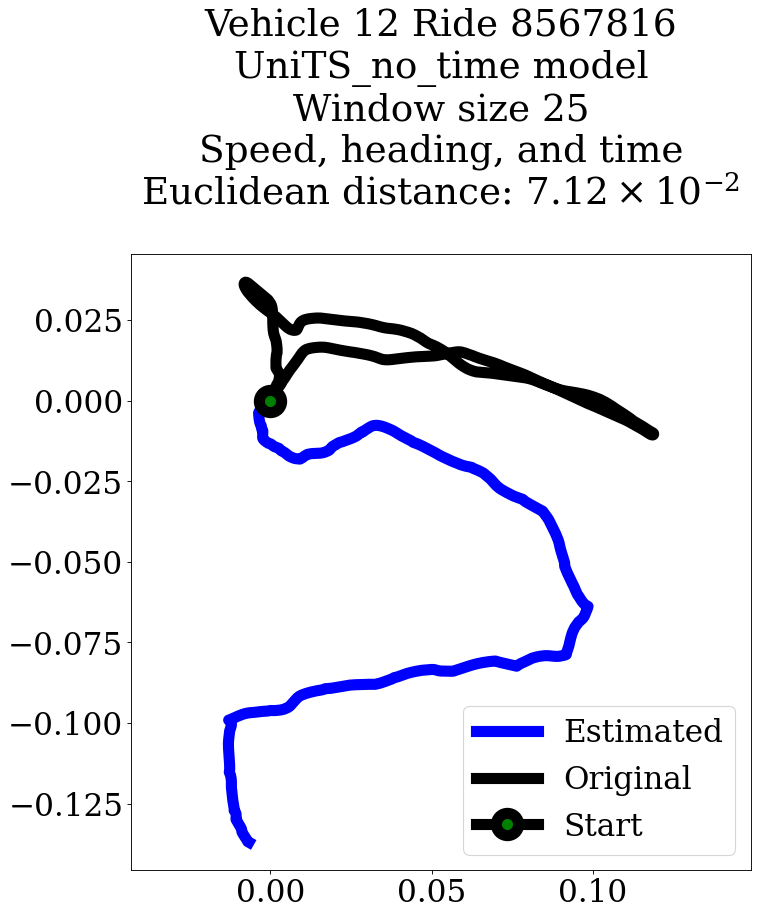 Vehicle 12 Ride 8567816
UniTS_no_time model
Window size 25
Speed, heading, and time
Euclidean distance: 7.12 × 10⁻²
0.025
0.000
−0.025
−0.050
−0.075
−0.100
−0.125
0.00 0.05 0.10
Estimated
Original
Start